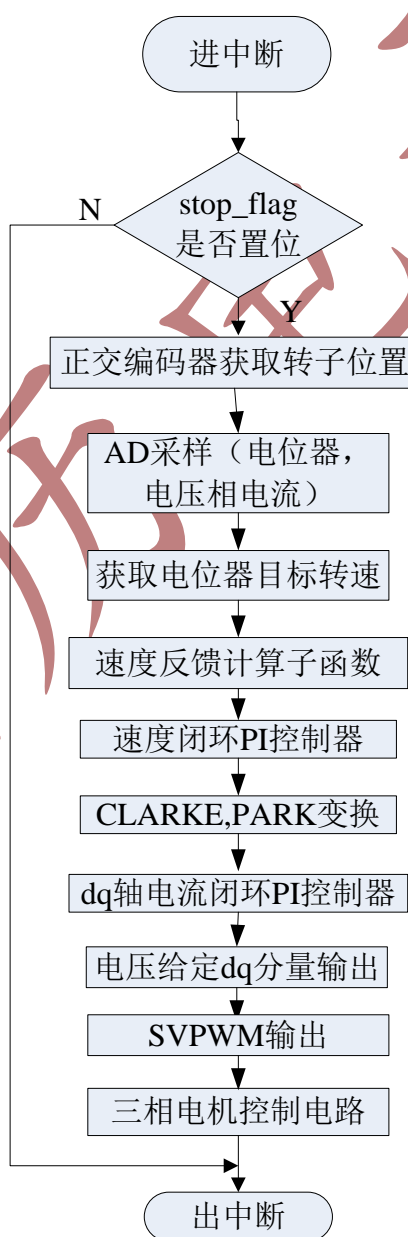 进中断
stop_flag
是否置位
N
Y
正交编码器获取转子位置
AD采样（电位器，
电压相电流）
获取电位器目标转速
速度反馈计算子函数
速度闭环PI控制器
CLARKE,PARK变换
dq轴电流闭环PI控制器
电压给定dq分量输出
SVPWM输出
三相电机控制电路
出中断